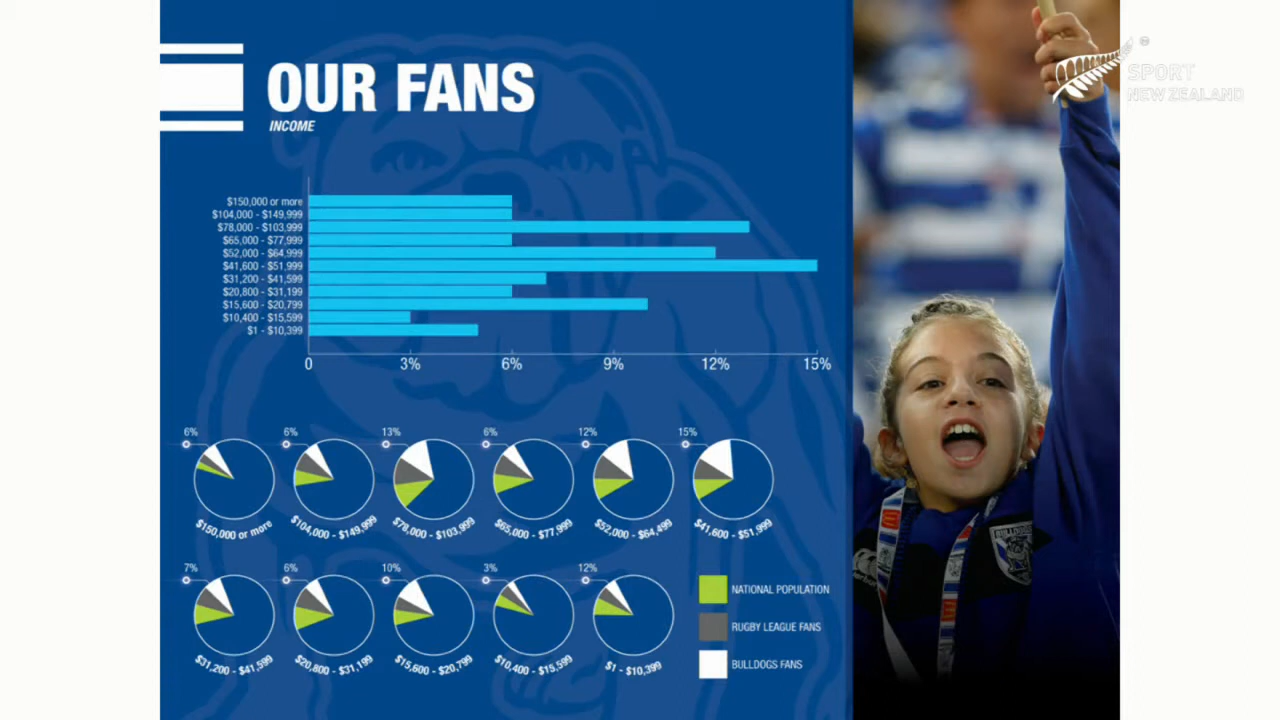 OUR FANS
INCOME
SPORT
NEW ZEALAND
$150,000 or more
$104,000 - $149,999
$78,000 - $103,999
$65,000 - $77,999
$52,000 - $64,999
$41,600 - $51,999
$31,200 - $41,599
$20,800 - $31,199
$15,600 - $20,799
$10,400 - $15,599
$1 - $10,399
0 3% 6% 9% 12% 15%
6% 6% 13% 6% 12% 15%
$150,000 or more $104,000 - $149,999 $78,000 - $103,999 $65,000 - $77,999 $52,000 - $64,499 $41,600 - $51,999
7% 6% 10% 3% 12%
$31,200 - $41,599 $20,800 - $31,199 $15,600 - $20,799 $10,400 - $15,599 $1 - $10,399
NATIONAL POPULATION
RUGBY LEAGUE FANS
BULLDOGS FANS
BULLDOGS